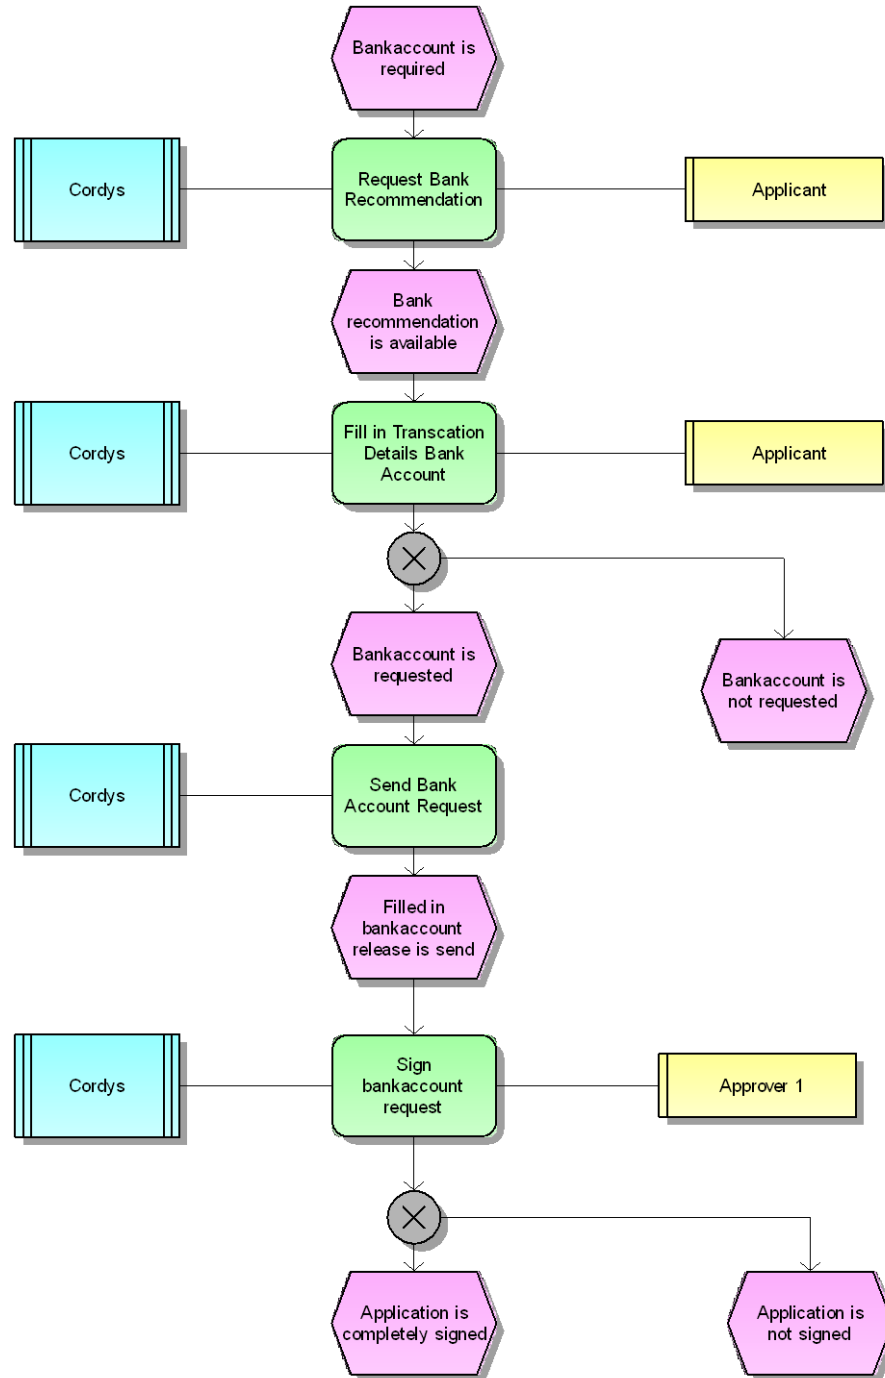 Bankaccount is
required
Cordys
Request Bank
Recommendation
Applicant
Bank
recommendation
is available
Cordys
Fill in Transcation
Details Bank
Account
Applicant
Bankaccount is
requested
Bankaccount is
not requested
Cordys
Send Bank
Account Request
Filled in
bankaccount
release is send
Cordys
Sign
bankaccount
request
Approver 1
Application is
completely signed
Application is
not signed